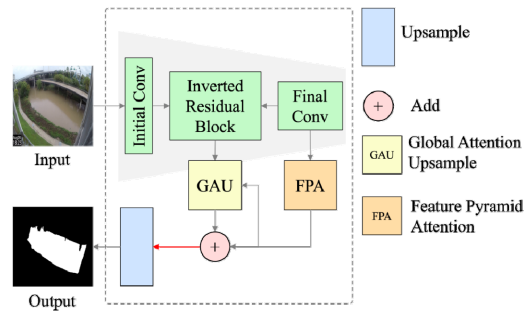 Input
Initial Conv
Inverted
Residual
Block
Final
Conv
GAU
FPA
+
Output
Upsample
+
Add
GAU
Global Attention
Upsample
FPA
Feature Pyramid
Attention